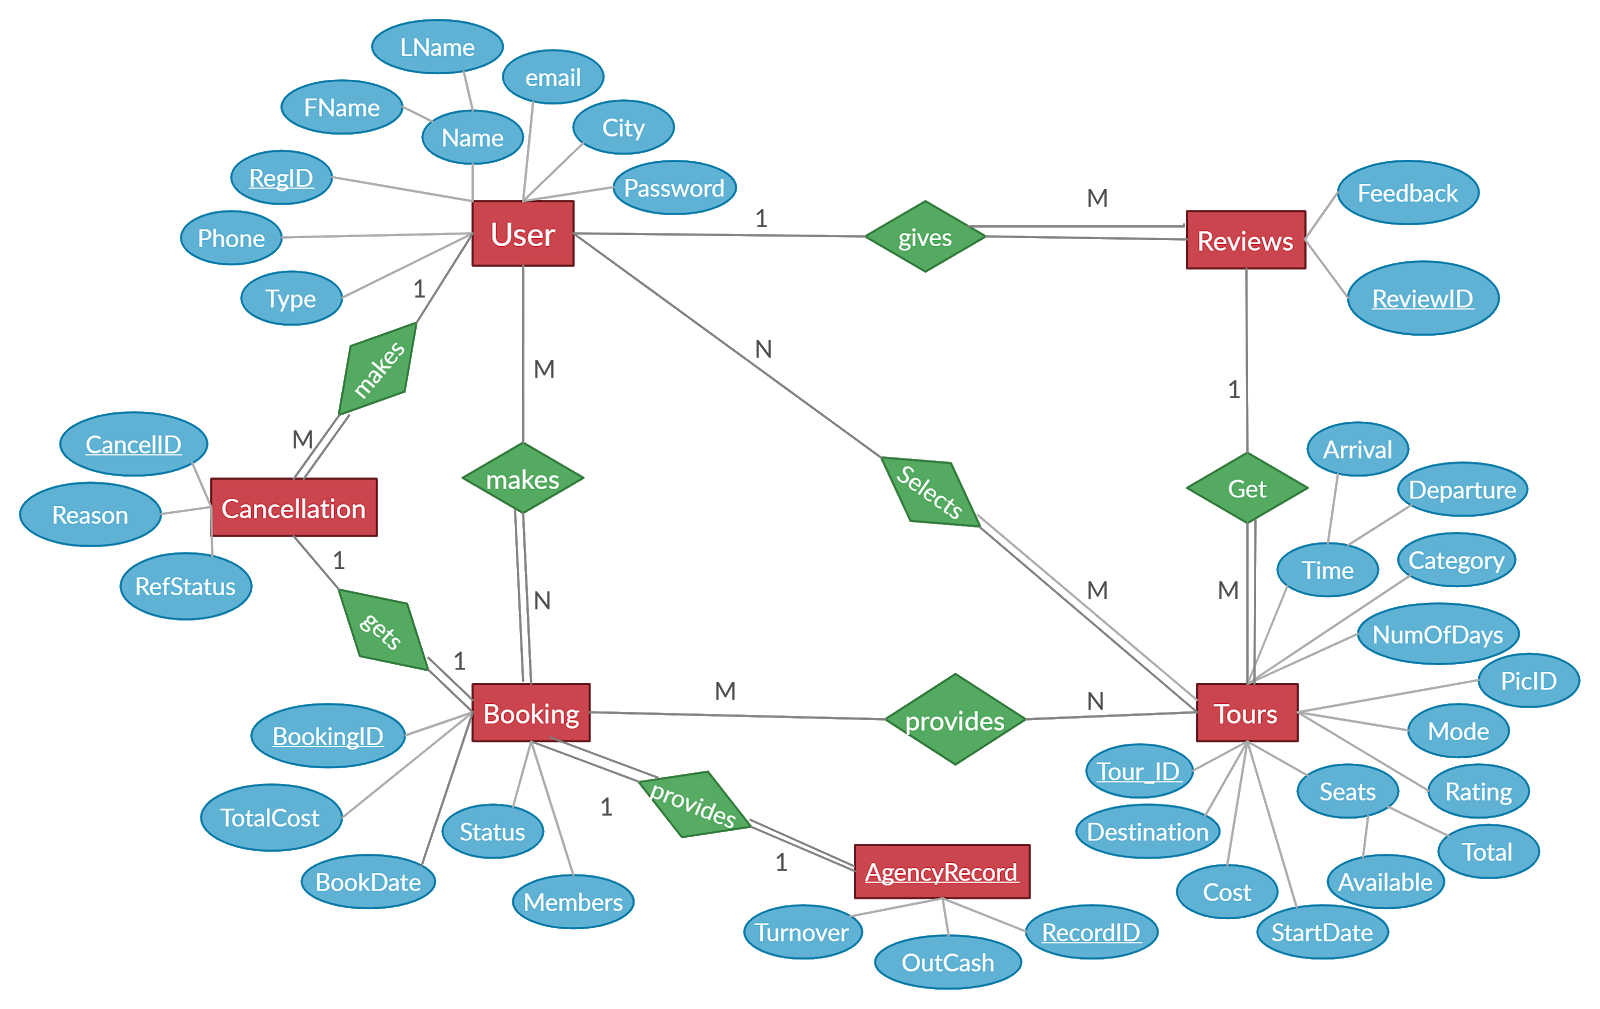 LName
email
FName
Name
City
RegID
Password
Feedback
Phone
User
1
gives
M
Reviews
Type
1
ReviewID
makes
M
N
1
M
CancelID
Arrival
Reason
Cancellation
makes
Selects
Get
Departure
1
RefStatus
N
M
M
Time
Category
gets
1
NumOfDays
PicID
BookingID
Booking
M
provides
N
Tours
Mode
TotalCost
Status
1
provides
Tour_ID
Seats
Rating
Destination
Total
BookDate
Members
1
AgencyRecord
Cost
Available
Turnover
OutCash
RecordID
StartDate